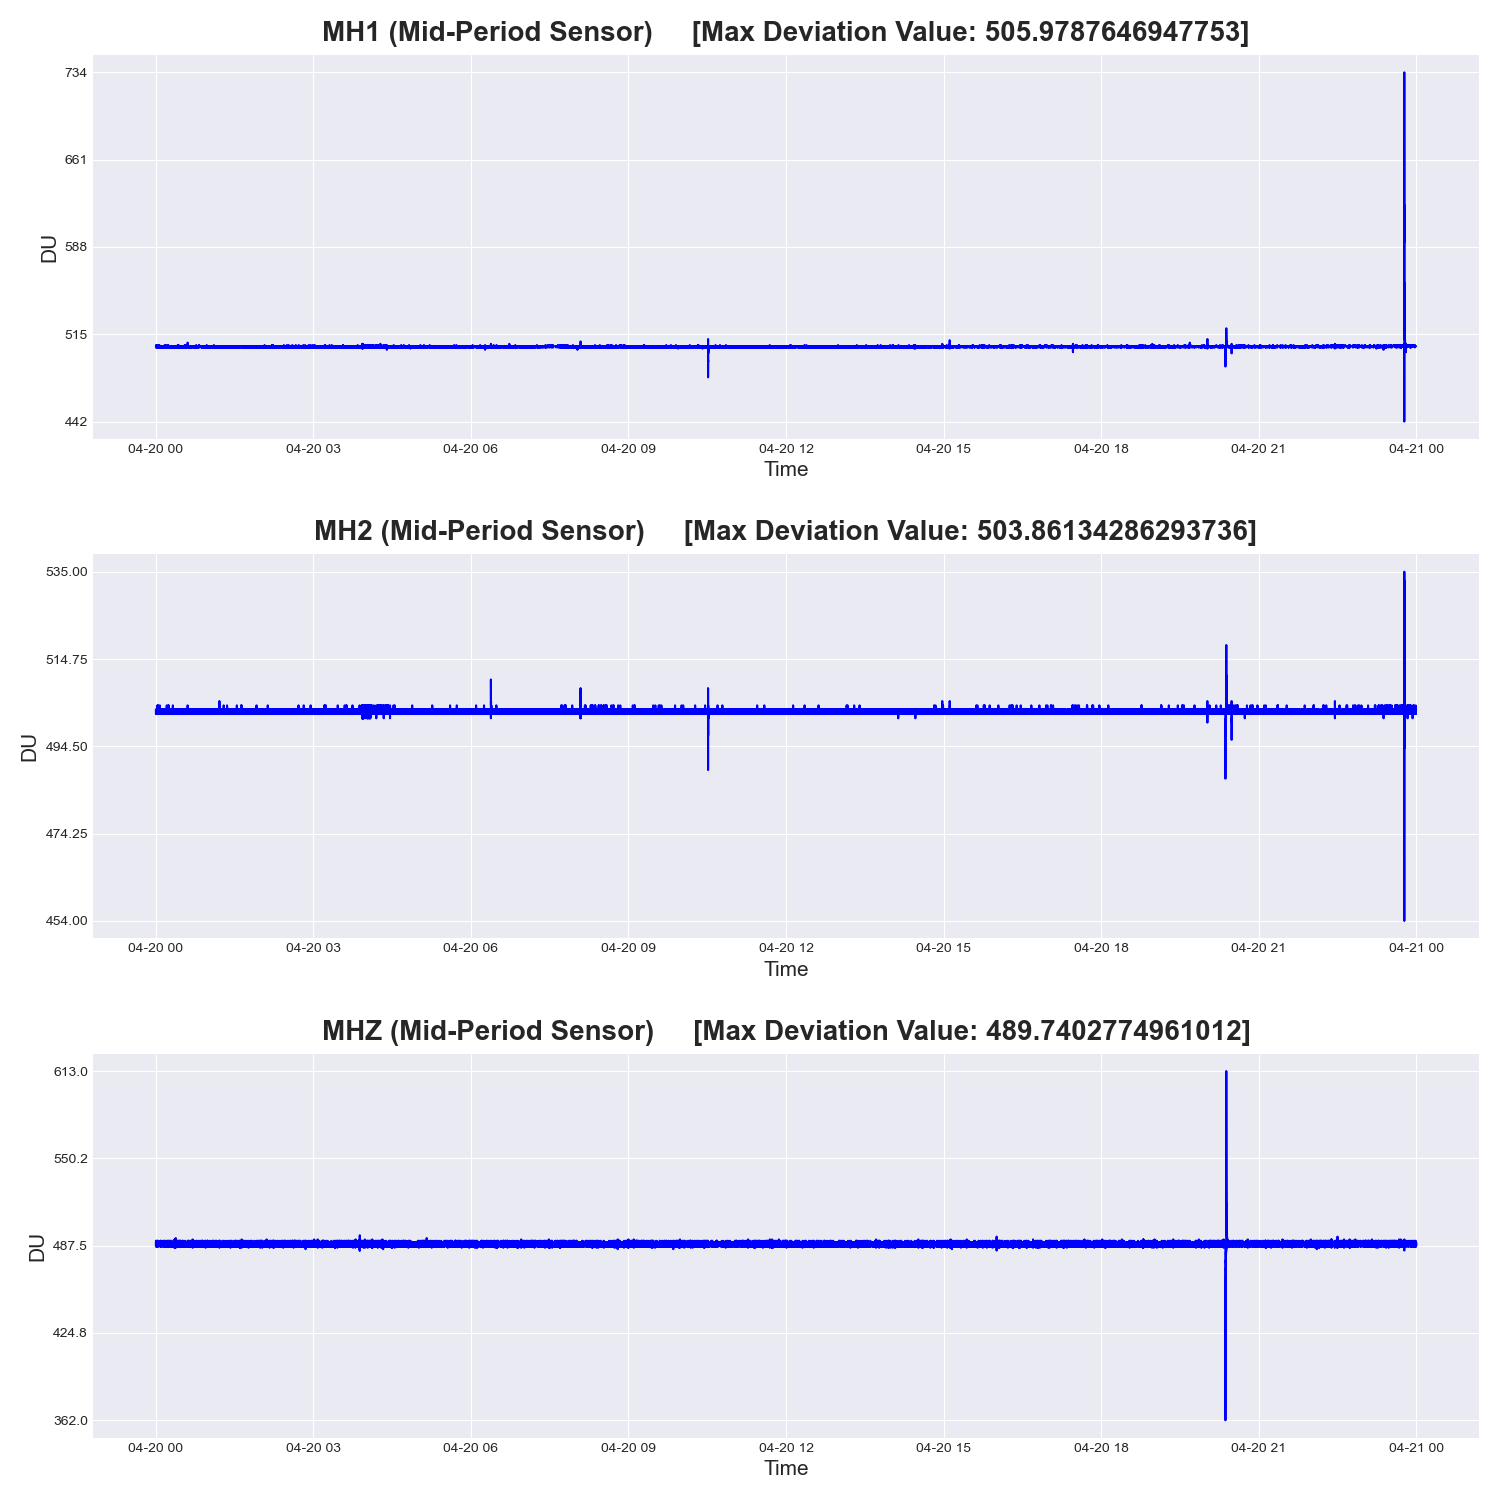 MH1 (Mid-Period Sensor) [Max Deviation Value: 505.9787646947753]
734
661
588
515
442
DU
04-20 00 04-20 03 04-20 06 04-20 09 04-20 12 04-20 15 04-20 18 04-20 21 04-21 00
Time
MH2 (Mid-Period Sensor) [Max Deviation Value: 503.86134286293736]
535.00
514.75
494.50
474.25
454.00
DU
04-20 00 04-20 03 04-20 06 04-20 09 04-20 12 04-20 15 04-20 18 04-20 21 04-21 00
Time
MHZ (Mid-Period Sensor) [Max Deviation Value: 489.7402774961012]
613.0
550.2
487.5
424.8
362.0
DU
04-20 00 04-20 03 04-20 06 04-20 09 04-20 12 04-20 15 04-20 18 04-20 21 04-21 00
Time